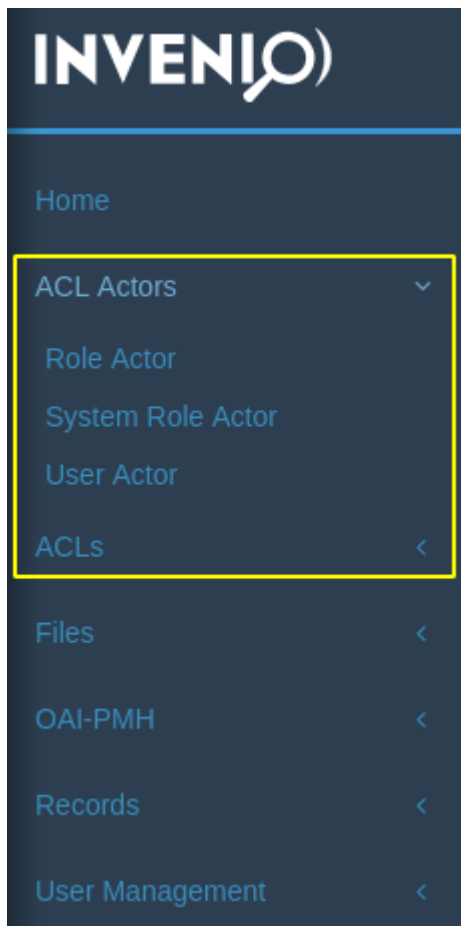 INVENIO
Home
ACL Actors
Role Actor
System Role Actor
User Actor
ACLs
Files
OAI-PMH
Records
User Management